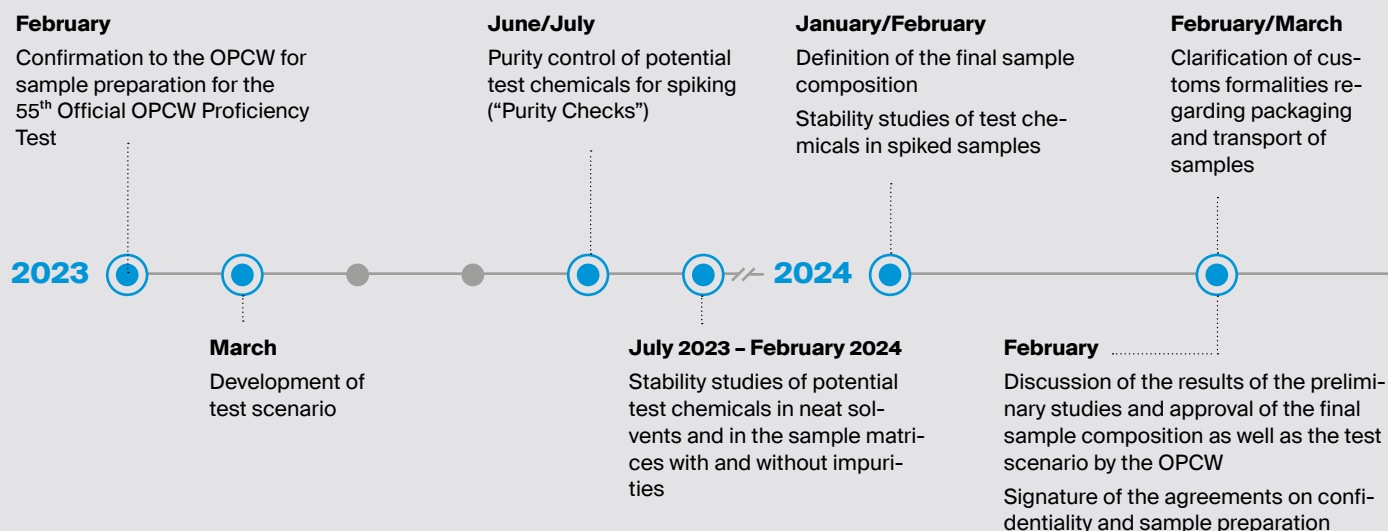 February
Confirmation to the OPCW for
sample preparation for the
55th Official OPCW Proficiency
Test
June/July
Purity control of potential
test chemicals for spiking
(“Purity Checks”)
January/February
Definition of the final sample
composition
Stability studies of test che-
micals in spiked samples
February/March
Clarification of cus-
toms formalities re-
garding packaging
and transport of
samples
2023
2024
March
Development of
test scenario
July 2023 – February 2024
Stability studies of potential
test chemicals in neat sol-
vents and in the sample matri-
ces with and without impuri-
ties
February
Discussion of the results of the prelimi-
nary studies and approval of the final
sample composition as well as the test
scenario by the OPCW
Signature of the agreements on confi-
dentiality and sample preparation